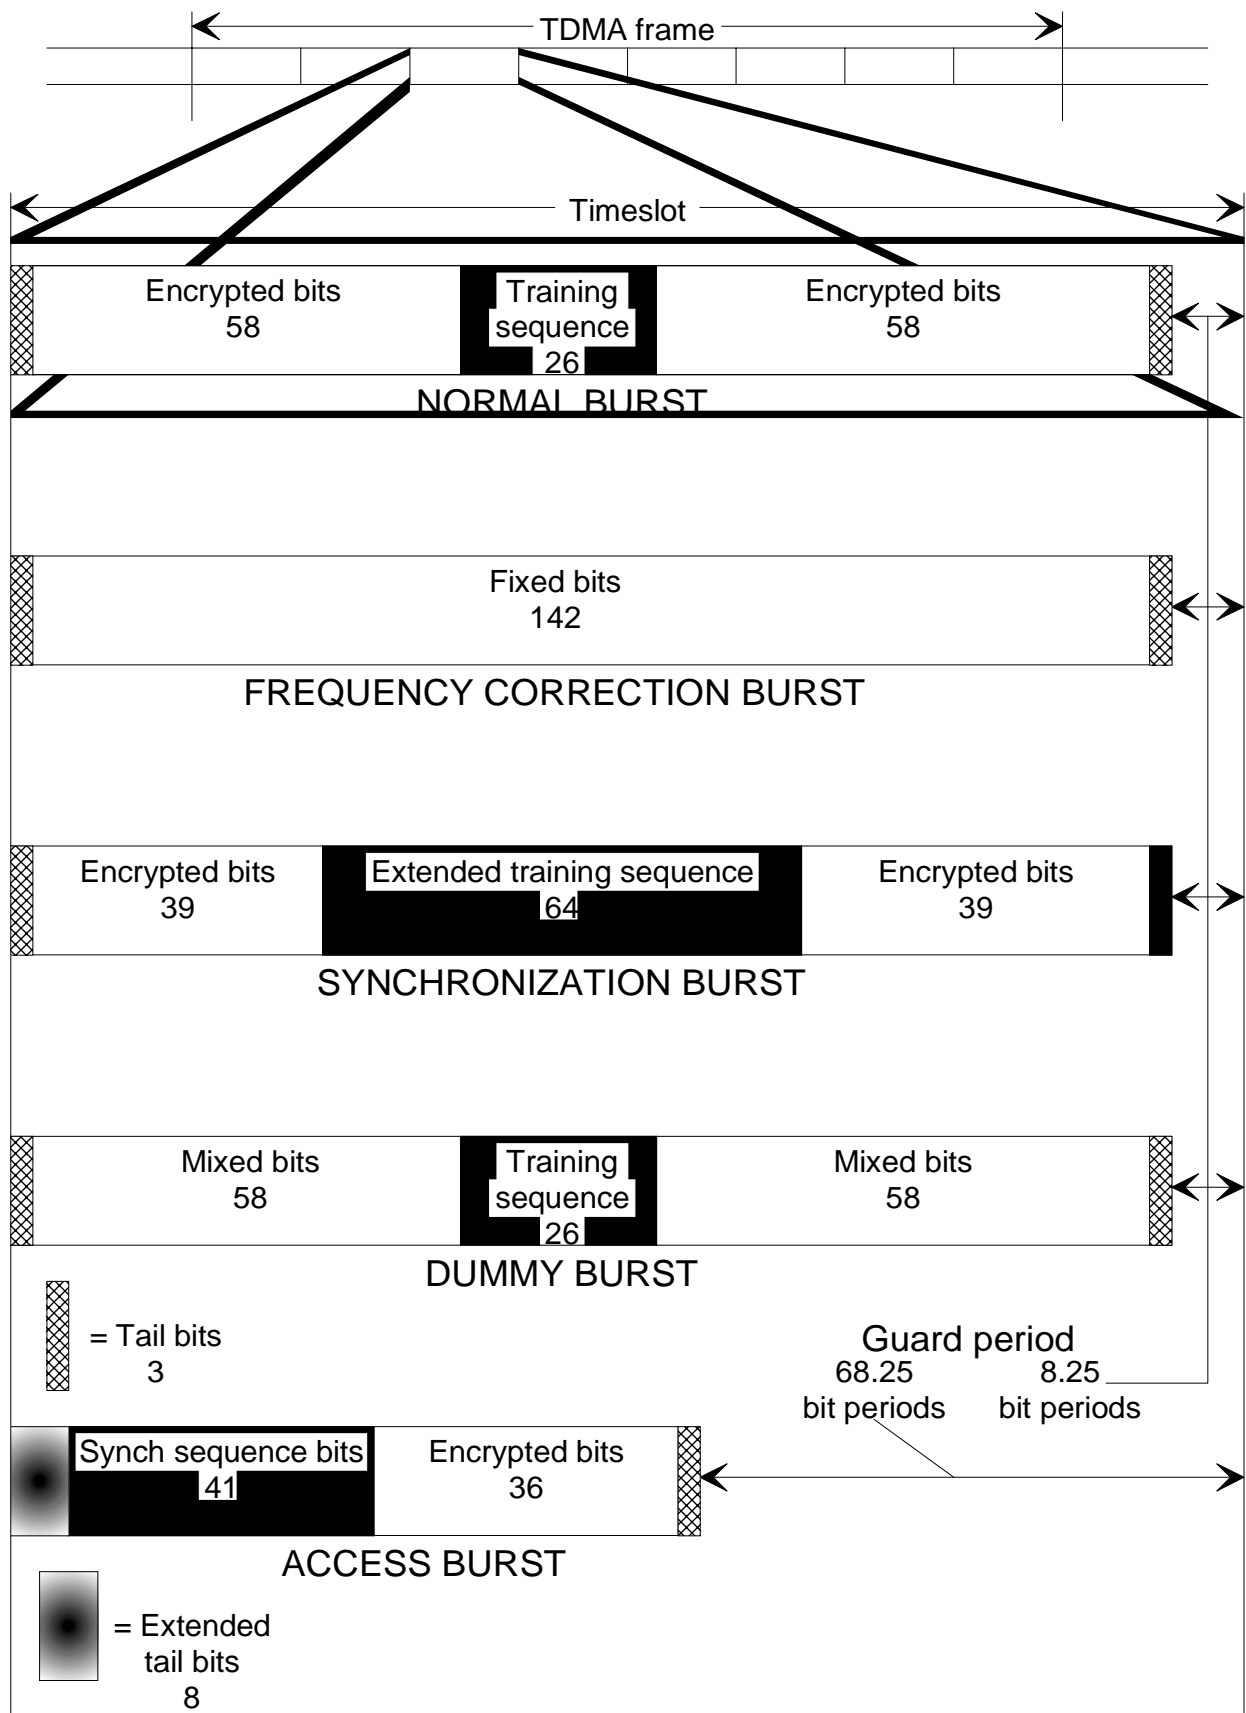 TDMA frame
Timeslot
Encrypted bits
58
Training
sequence
26
Encrypted bits
58
NORMAL BURST
Fixed bits
142
FREQUENCY CORRECTION BURST
Encrypted bits
39
Extended training sequence
64
Encrypted bits
39
SYNCHRONIZATION BURST
Mixed bits
58
Training
sequence
26
Mixed bits
58
DUMMY BURST
= Tail bits
3
Guard period
68.25
bit periods
8.25
bit periods
Synch sequence bits
41
Encrypted bits
36
ACCESS BURST
= Extended
tail bits
8